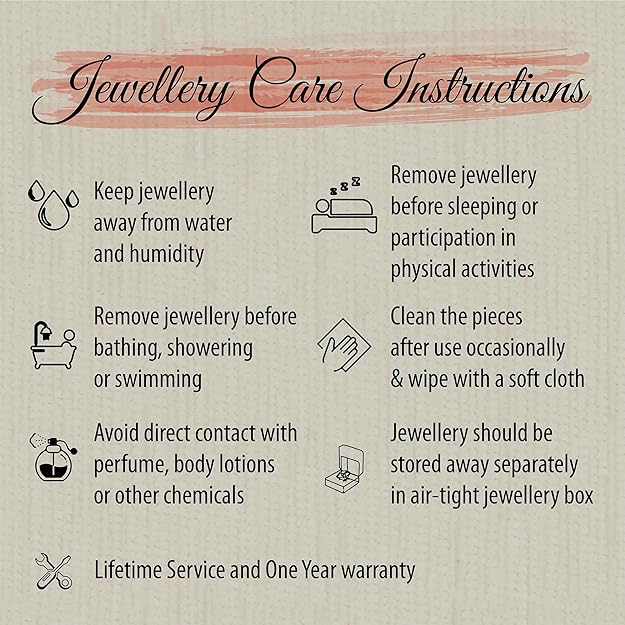 Jewellery Care Instructions
Keep jewellery
away from water
and humidity
z z z
Remove jewellery
before sleeping or
participation in
physical activities
Remove jewellery before
bathing, showering
or swimming
Clean the pieces
after use occasionally
& wipe with a soft cloth
Avoid direct contact with
perfume, body lotions
or other chemicals
Jewellery should be
stored away separately
in air-tight jewellery box
Lifetime Service and One Year warranty